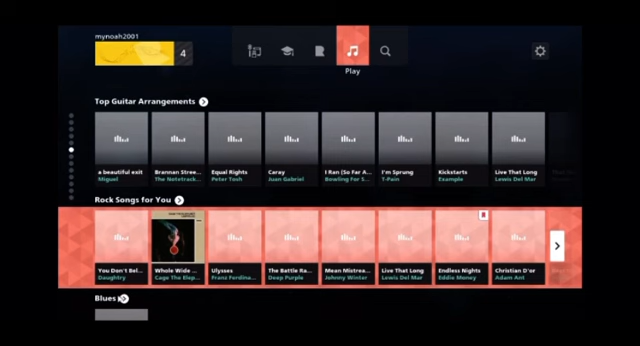 mynoah2001
4
Play
Top Guitar Arrangements
a beautiful exit
Miguel
Brannan Stree...
The Notetrack...
Equal Rights
Peter Tosh
Caray
Juan Gabriel
I Ran (So Far A...
Bowling For S...
I'm Sprung
T-Pain
Kickstarts
Example
Live That Long
Lewis Del Mar
Rock Songs for You
You Don't Bel...
Daughtry
Whole Wide ...
Cage The Elep...
Ulysses
Franz Ferdina...
The Battle Ra...
Deep Purple
Mean Mistrea...
Johnny Winter
Live That Long
Lewis Del Mar
Endless Nights
Eddie Money
Christian D'or
Adam Ant
Blues